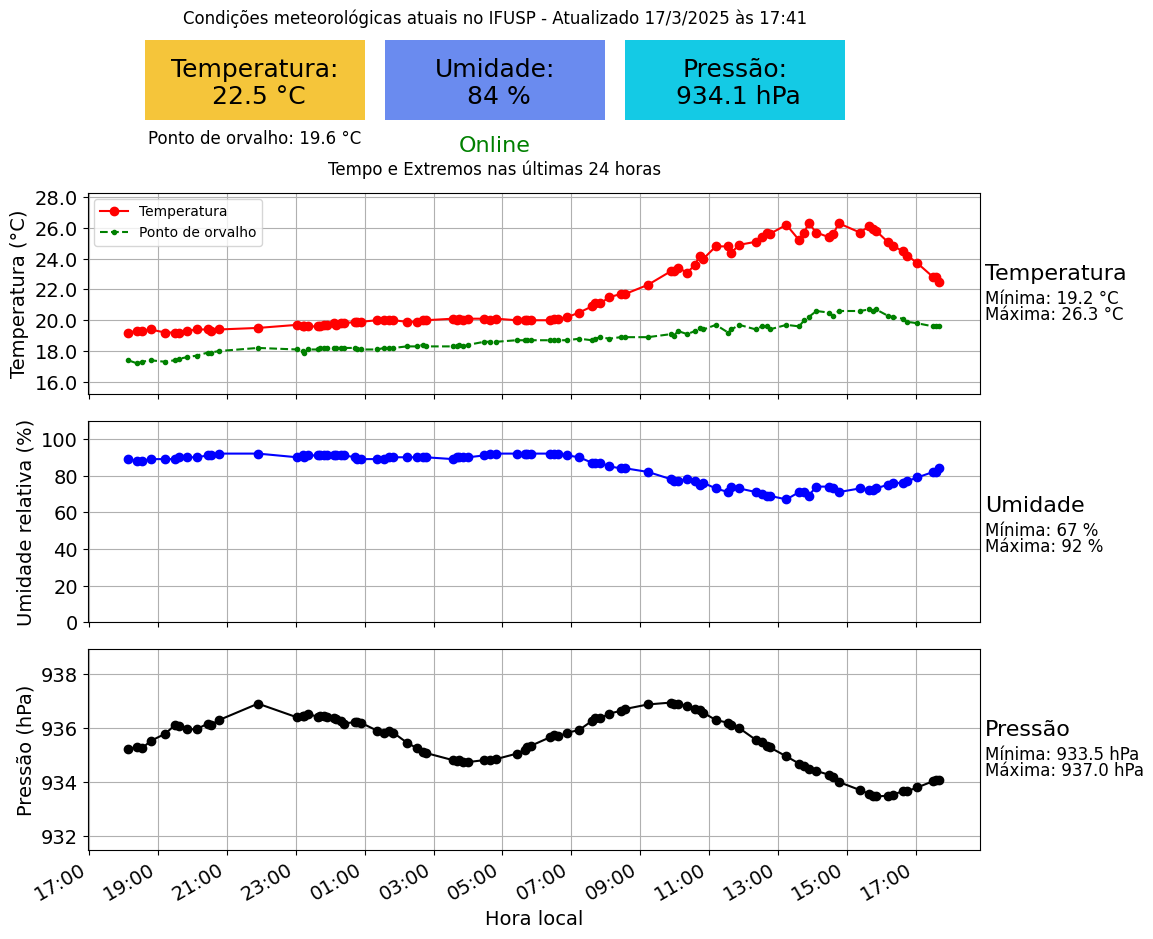 Condições meteorológicas atuais no IFUSP - Atualizado 17/3/2025 às 17:41
Temperatura:
22.5 °C
Umidade:
84 %
Pressão:
934.1 hPa
Ponto de orvalho: 19.6 °C
Online
Tempo e Extremos nas últimas 24 horas
Temperatura (°C)
28.0
26.0
24.0
22.0
20.0
18.0
16.0
Temperatura
Ponto de orvalho
Temperatura
Mínima: 19.2 °C
Máxima: 26.3 °C
Umidade relativa (%)
100
80
60
40
20
0
Umidade
Mínima: 67 %
Máxima: 92 %
Pressão (hPa)
938
936
934
932
Pressão
Mínima: 933.5 hPa
Máxima: 937.0 hPa
17:00 19:00 21:00 23:00 01:00 03:00 05:00 07:00 09:00 11:00 13:00 15:00 17:00
Hora local